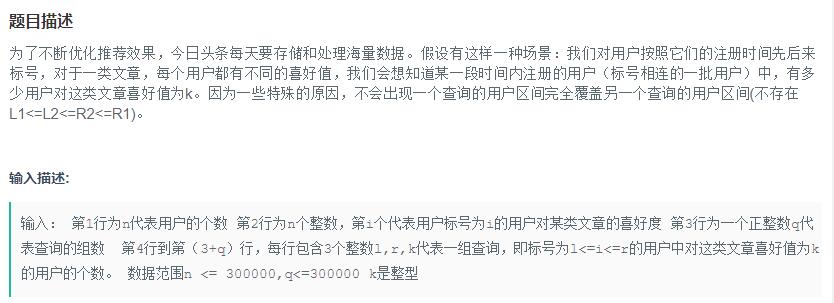 题目描述
为了不断优化推荐效果，今日头条每天要存储和处理海量数据。假设有这样一种场景：我们对用户按照它们的注册时间先后来
标号，对于一类文章，每个用户都有不同的喜好值，我们会想知道某一段时间内注册的用户（标号相连的一批用户）中，有多
少用户对这类文章喜好值为k。因为一些特殊的原因，不会出现一个查询的用户区间完全覆盖另一个查询的用户区间(不存在
L1<=L2<=R2<=R1)。
输入描述:
输入： 第1行为n代表用户的个数 第2行为n个整数，第i个代表用户标号为i的用户对某类文章的喜好度 第3行为一个正整数q代
表查询的组数  第4行到第（3+q）行，每行包含3个整数l,r,k代表一组查询，即标号为l<=i<=r的用户中对这类文章喜好值为k
的用户的个数。 数据范围n <= 300000,q<=300000 k是整型